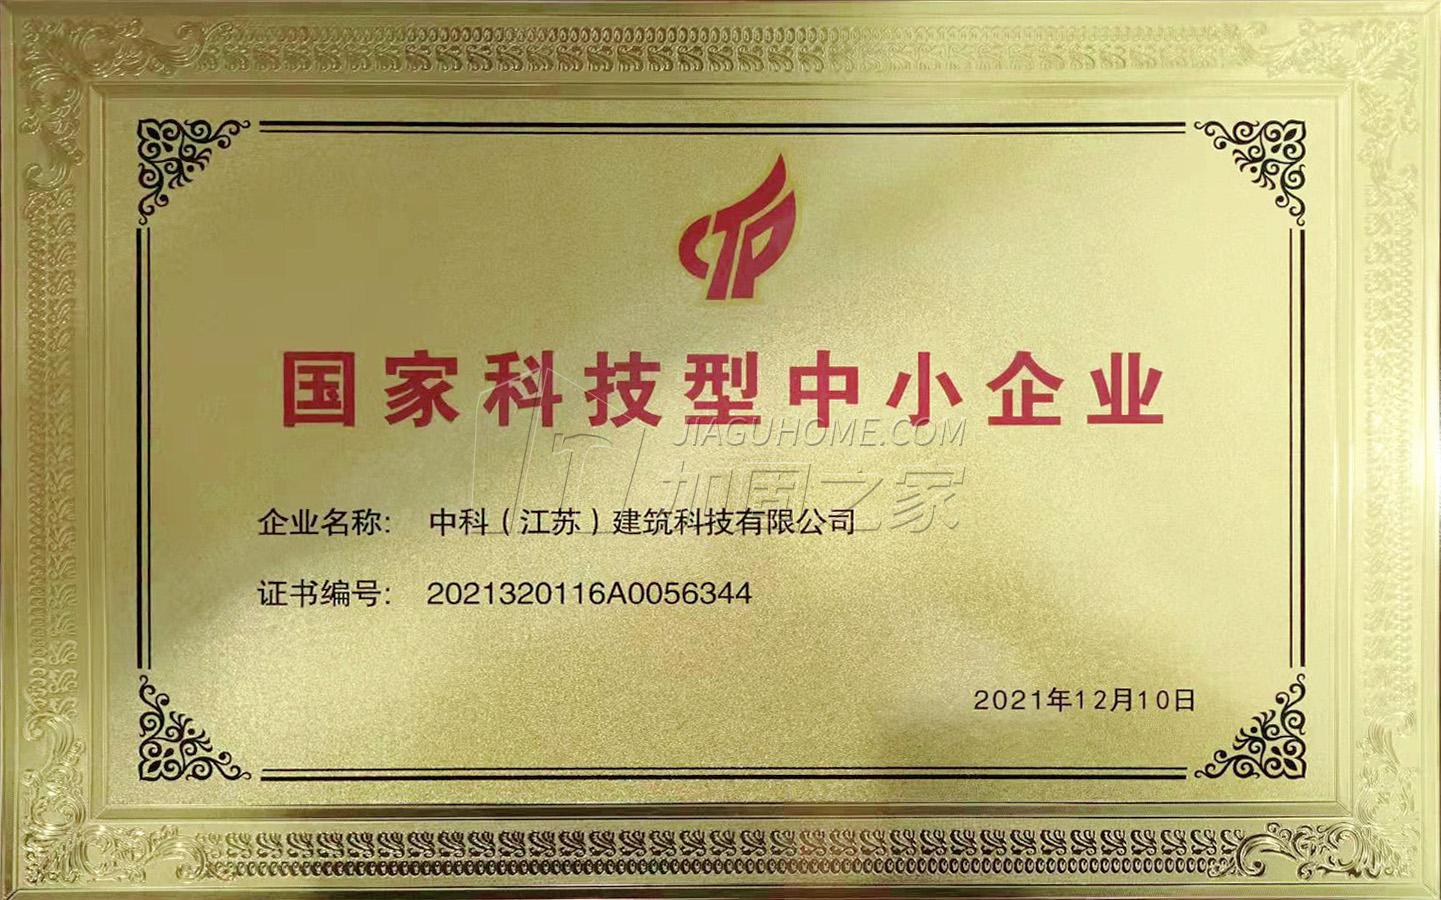 CTP
国家科技型中小企业
JIAGUHOME.COM
加固之家
企业名称: 中科（江苏）建筑科技有限公司
证书编号: 2021320116A0056344
2021年12月10日